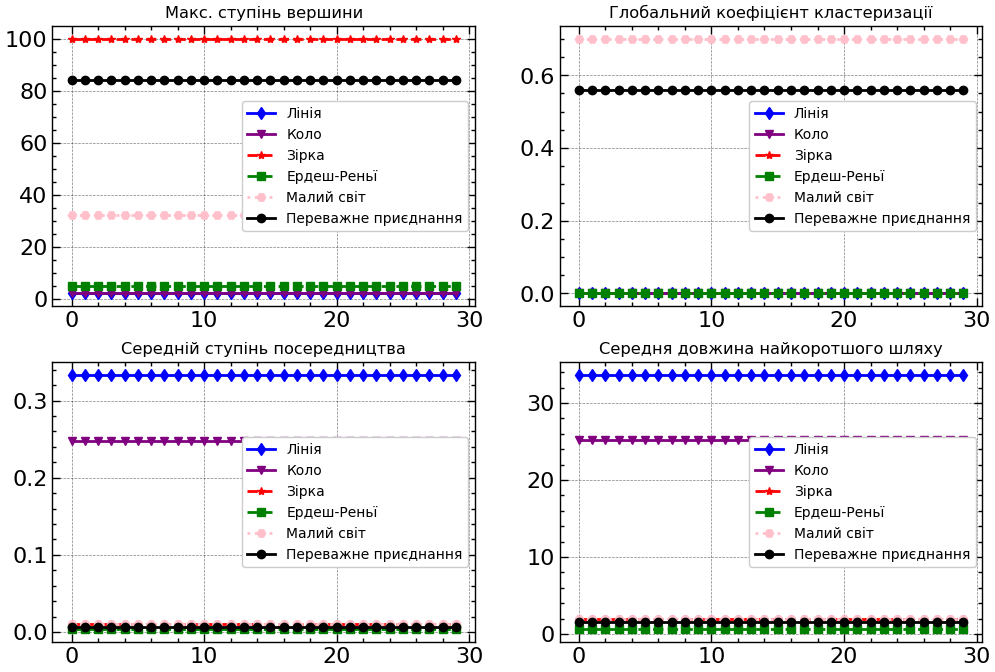 Макс. ступінь вершини
100
80
60
40
20
0
0 10 20 30
Лінія
Коло
Зірка
Ердеш-Реньї
Малий світ
Переважне приєднання
Глобальний коефіцієнт кластеризації
0.6
0.4
0.2
0.0
0 10 20 30
Лінія
Коло
Зірка
Ердеш-Реньї
Малий світ
Переважне приєднання
Середній ступінь посередництва
0.3
0.2
0.1
0.0
0 10 20 30
Лінія
Коло
Зірка
Ердеш-Реньї
Малий світ
Переважне приєднання
Середня довжина найкоротшого шляху
30
20
10
0
0 10 20 30
Лінія
Коло
Зірка
Ердеш-Реньї
Малий світ
Переважне приєднання